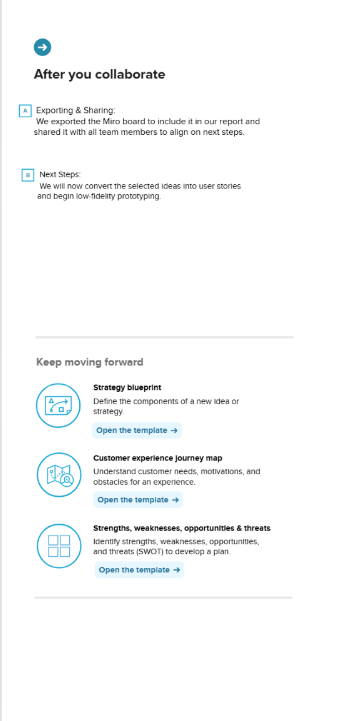 After you collaborate
A Exporting & Sharing:
We exported the Miro board to include it in our report and
shared it with all team members to align on next steps.
B Next Steps:
We will now convert the selected ideas into user stories
and begin low-fidelity prototyping.
Keep moving forward
Strategy blueprint
Define the components of a new idea or
strategy.
Open the template →
Customer experience journey map
Understand customer needs, motivations, and
obstacles for an experience.
Open the template →
Strengths, weaknesses, opportunities & threats
Identify strengths, weaknesses, opportunities,
and threats (SWOT) to develop a plan.
Open the template →